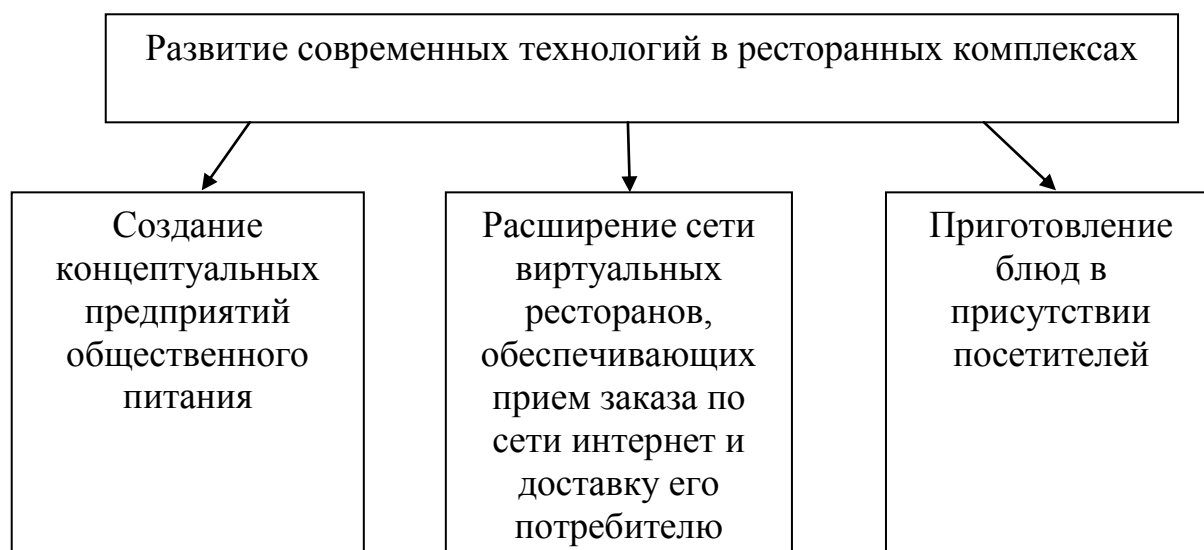 Развитие современных технологий в ресторанных комплексах
Создание
концептуальных
предприятий
общественного
питания
Расширение сети
виртуальных
ресторанов,
обеспечивающих
прием заказа по
сети интернет и
доставку его
потребителю
Приготовление
блюд в
присутствии
посетителей